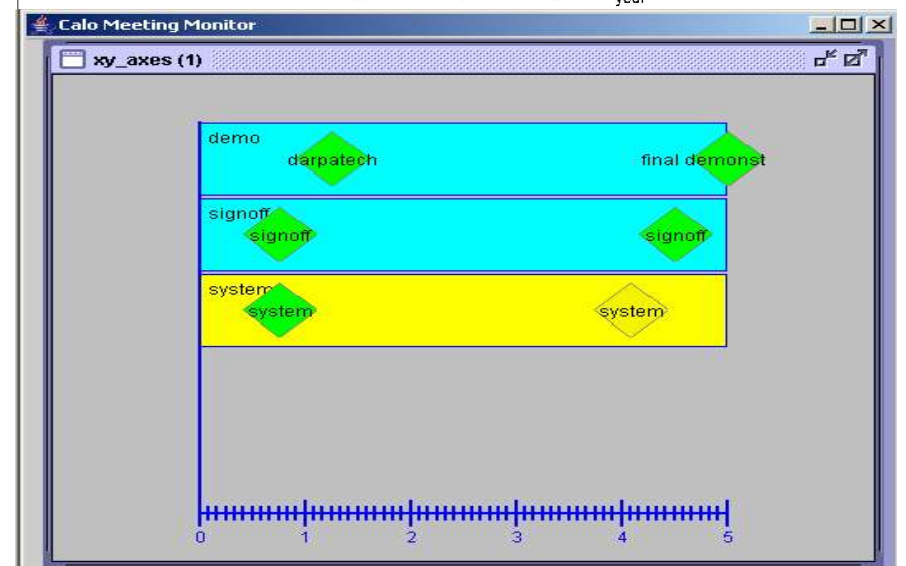 year
Calo Meeting Monitor
xy_axes (1)
demo
darpatech
final demonst
signoff
signoff
signoff
system
system
system
0 1 2 3 4 5